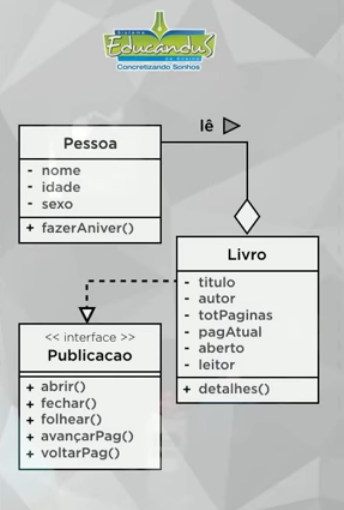 Sistema
EducanduS
de Ensino
Concretizando Sonhos
lê
Pessoa
- nome
- idade
- sexo
+ fazerAniver()
Livro
- titulo
- autor
- totPaginas
- pagAtual
- aberto
- leitor
+ detalhes()
<< interface >>
Publicacao
+ abrir()
+ fechar()
+ folhear()
+ avançarPag()
+ voltarPag()